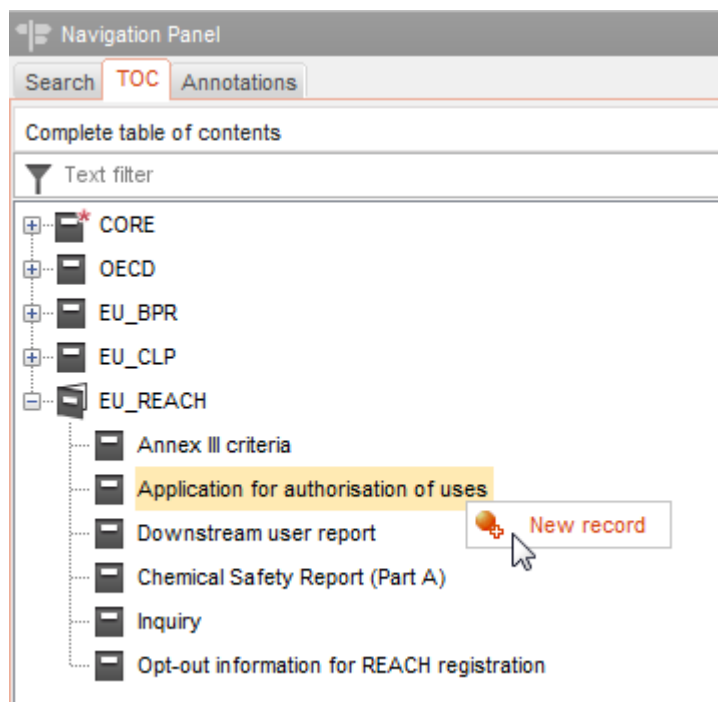 Navigation Panel
Search TOC Annotations
Complete table of contents
Text filter
CORE
OECD
EU_BPR
EU_CLP
EU_REACH
Annex III criteria
Application for authorisation of uses
New record
Downstream user report
Chemical Safety Report (Part A)
Inquiry
Opt-out information for REACH registration